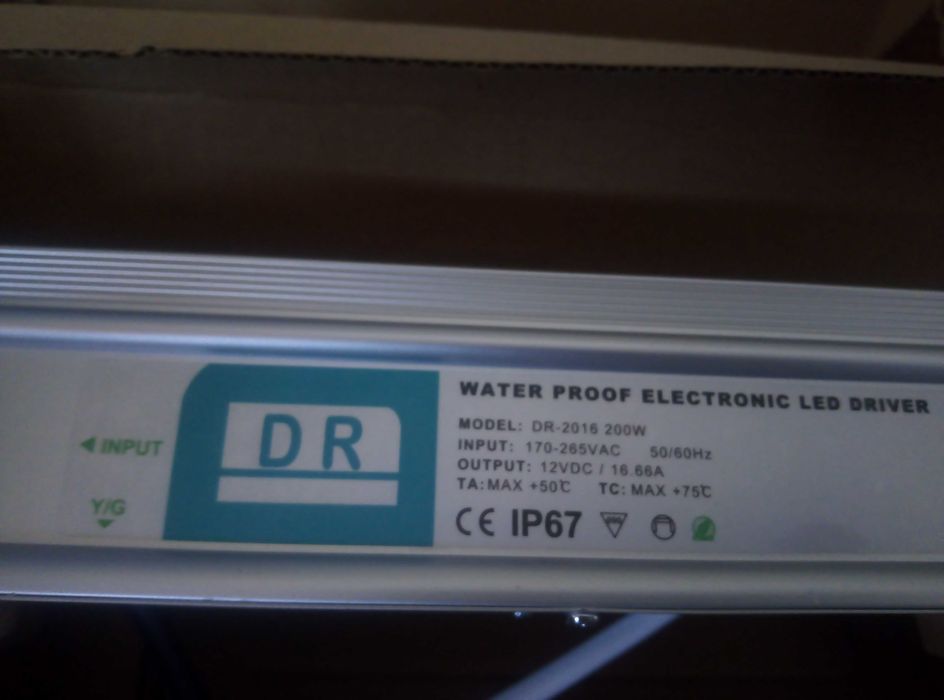 WATER PROOF ELECTRONIC LED DRIVER
MODEL: DR-2016 200W
INPUT: 170-265VAC 50/60Hz
OUTPUT: 12VDC / 16.66A
TA:MAX +50℃ TC: MAX +75℃
CE IP67
DR
INPUT
Y/G